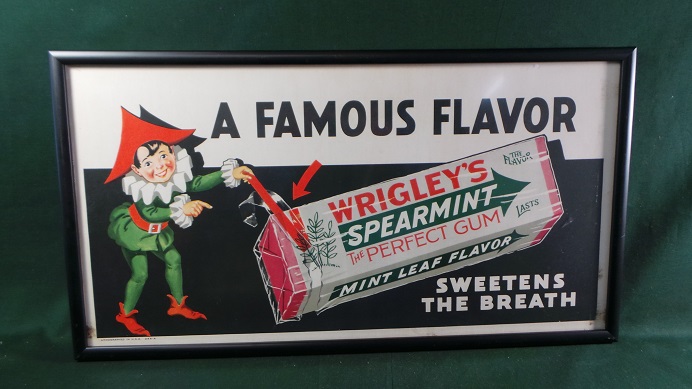 A FAMOUS FLAVOR
WRIGLEY'S
SPEARMINT
THE PERFECT GUM
MINT LEAF FLAVOR
THE
FLAVOR
LASTS
SWEETENS
THE BREATH